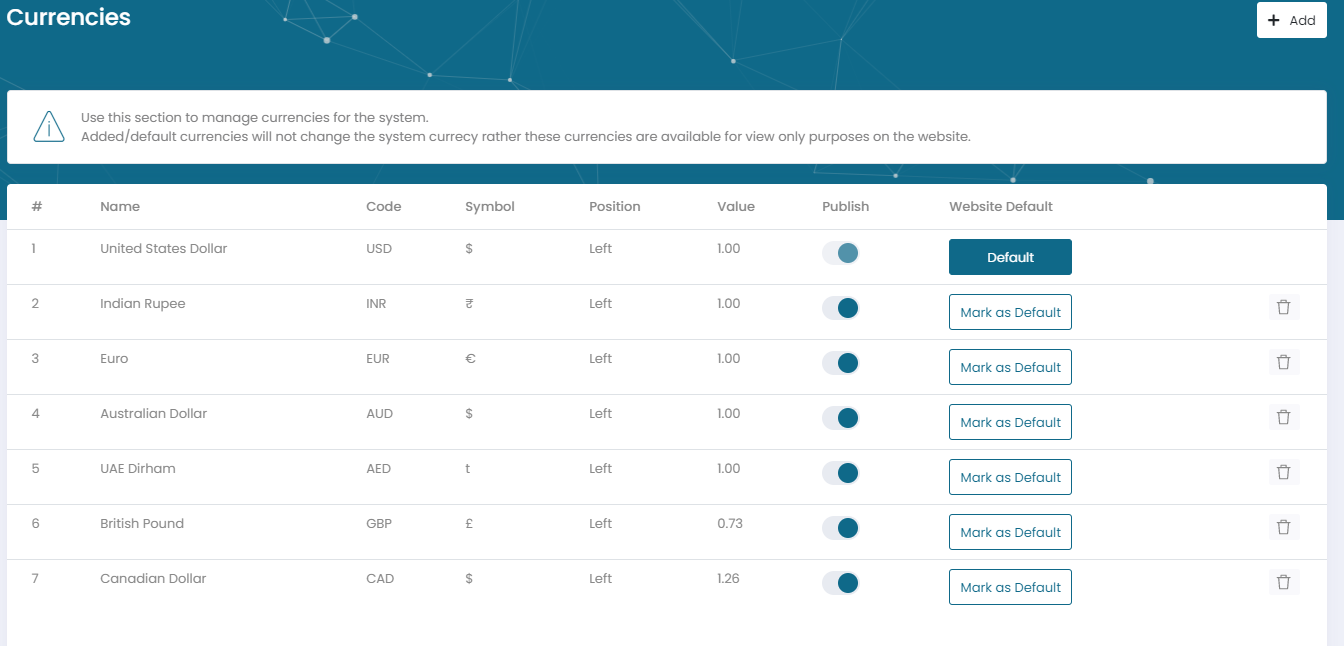 Currencies
+ Add
Use this section to manage currencies for the system.
Added/default currencies will not change the system currecy rather these currencies are available for view only purposes on the website.
# Name Code Symbol Position Value Publish Website Default
1 United States Dollar USD $ Left 1.00 Default
2 Indian Rupee INR ₹ Left 1.00 Mark as Default
3 Euro EUR € Left 1.00 Mark as Default
4 Australian Dollar AUD $ Left 1.00 Mark as Default
5 UAE Dirham AED t Left 1.00 Mark as Default
6 British Pound GBP £ Left 0.73 Mark as Default
7 Canadian Dollar CAD $ Left 1.26 Mark as Default